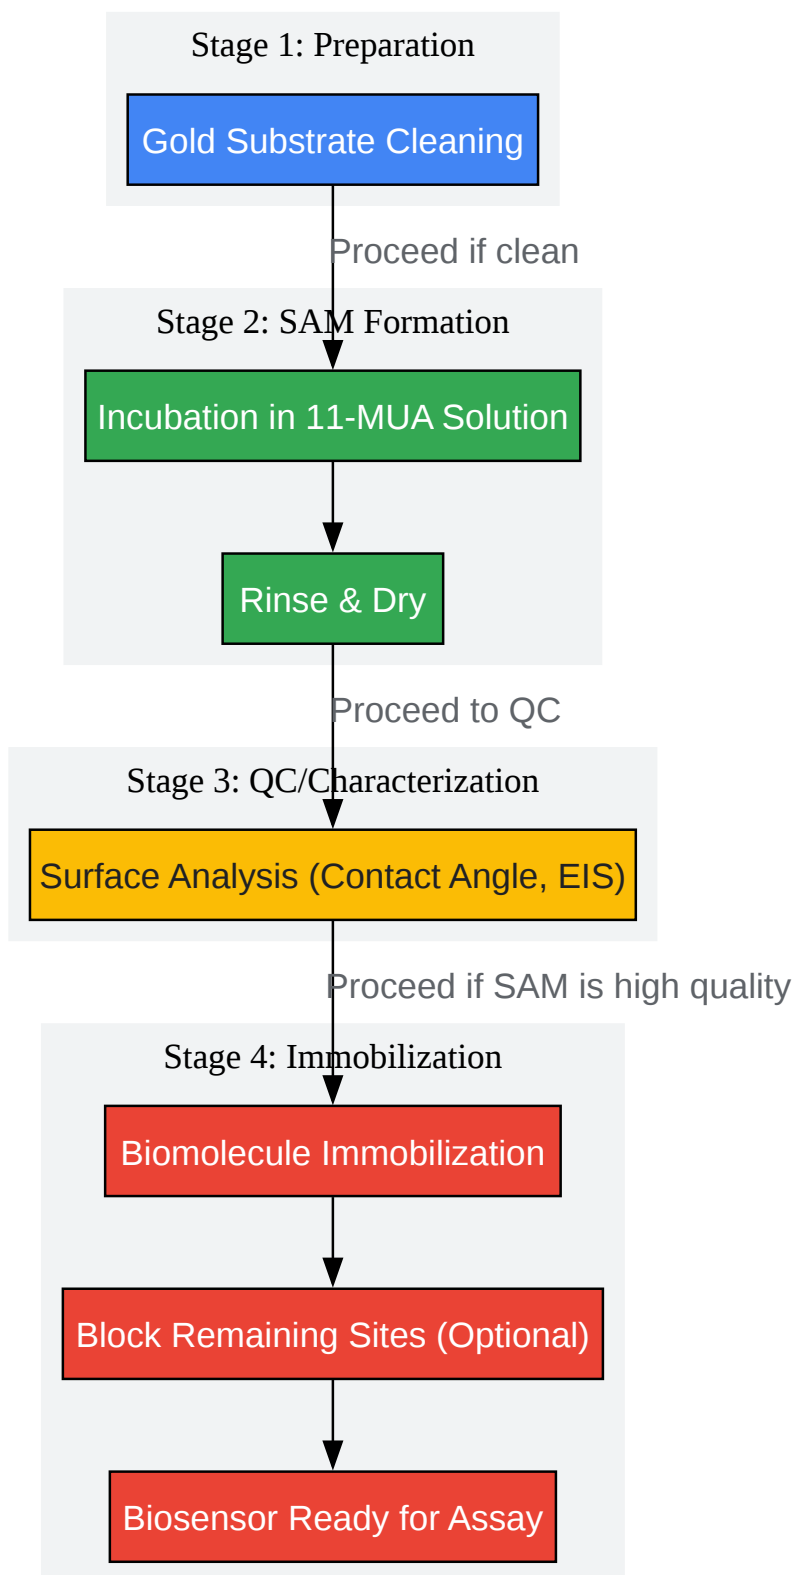 Stage 1: Preparation
Gold Substrate Cleaning
Proceed if clean
Stage 2: SAM Formation
Incubation in 11-MUA Solution
Rinse & Dry
Proceed to QC
Stage 3: QC/Characterization
Surface Analysis (Contact Angle, EIS)
Proceed if SAM is high quality
Stage 4: Immobilization
Biomolecule Immobilization
Block Remaining Sites (Optional)
Biosensor Ready for Assay